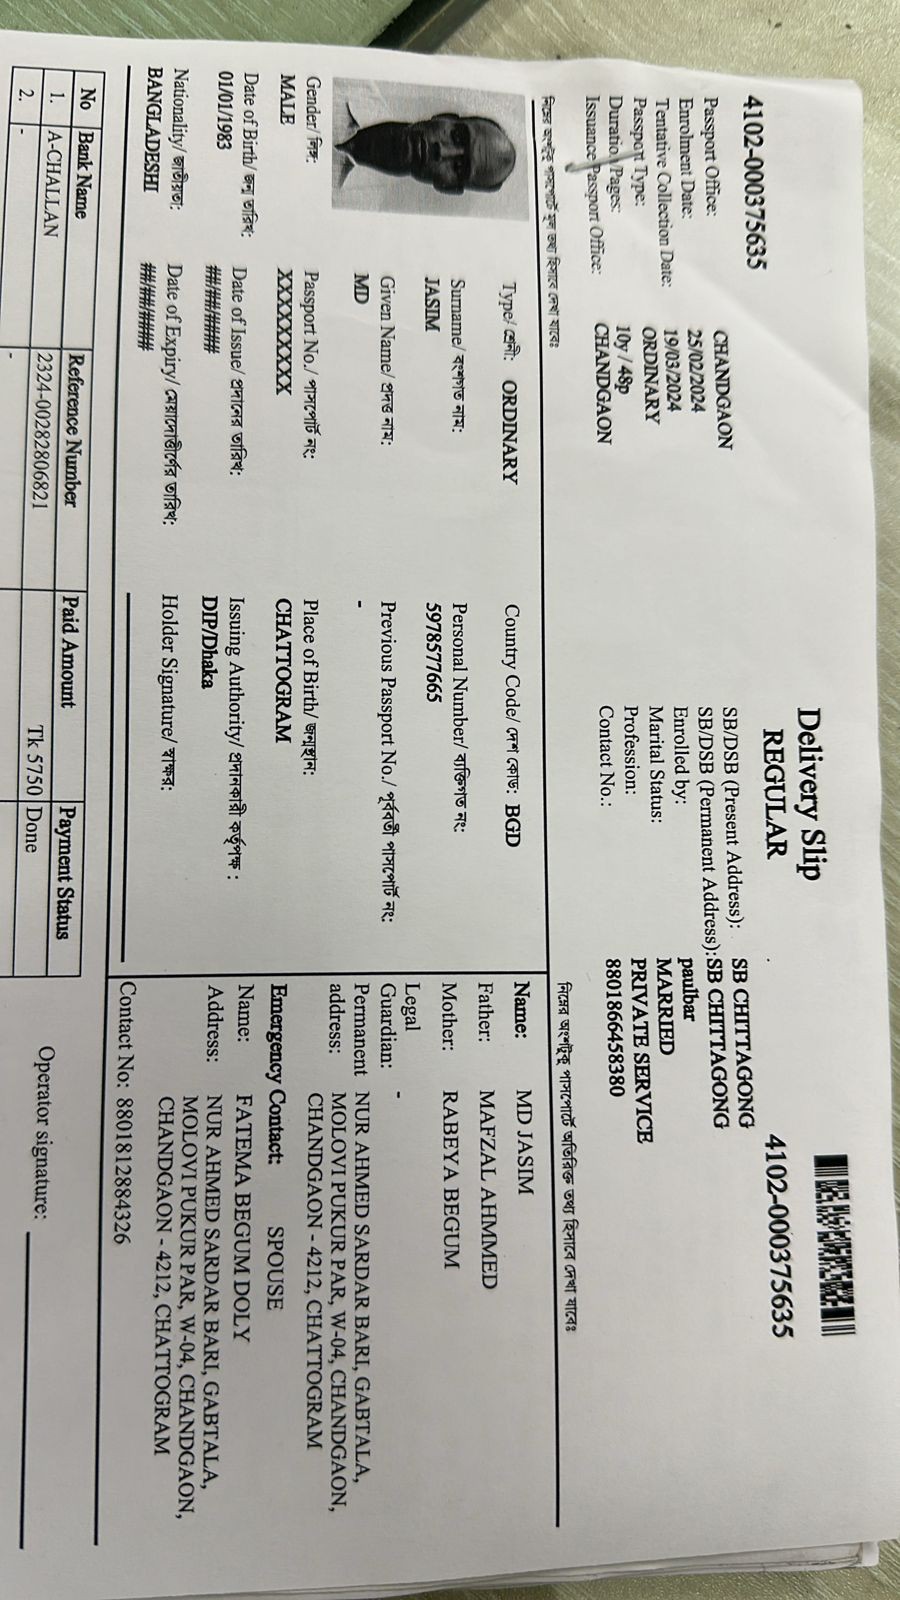 Delivery Slip
REGULAR
4102-000375635
4102-000375635
Passport Office: CHANDGAON
Enrolment Date: 25/02/2024
Tentative Collection Date: 19/03/2024
Passport Type: ORDINARY
Duration/Pages: 10y / 48p
Issuance Passport Office: CHANDGAON
SB/DSB (Present Address): SB CHITTAGONG
SB/DSB (Permanent Address): SB CHITTAGONG
Enrolled by: paulbar
Marital Status: MARRIED
Profession: PRIVATE SERVICE
Contact No.: 8801866458380
নিম্নের অংশটুকু পাসপোর্টে মূল তথ্য হিসাবে দেখা যাবেঃ
Type/ শ্রেণী: ORDINARY
Country Code/ দেশ কোড: BGD
Surname/ বংশগত নাম:
JASIM
Personal Number/ ব্যক্তিগত নং:
5978577665
Given Name/ প্রদত্ত নাম:
MD
Previous Passport No./ পূর্ববর্তী পাসপোর্ট নং:
-
Gender/ লিঙ্গ:
MALE
Passport No./ পাসপোর্ট নং:
XXXXXXXXX
Place of Birth/ জন্মস্থান:
CHATTOGRAM
Date of Birth/ জন্ম তারিখ:
01/01/1983
Date of Issue/ প্রদানের তারিখ:
##/##/####
Issuing Authority/ প্রদানকারী কর্তৃপক্ষ :
DIP/Dhaka
Nationality/ জাতীয়তা:
BANGLADESHI
Date of Expiry/ মেয়াদোত্তীর্ণের তারিখ:
##/##/####
Holder Signature/ স্বাক্ষর:
নিম্নের অংশটুকু পাসপোর্টে অতিরিক্ত তথ্য হিসাবে দেখা যাবেঃ
Name: MD JASIM
Father: MAFZAL AHMMED
Mother: RABEYA BEGUM
Legal
Guardian: -
Permanent NUR AHMED SARDAR BARI, GABTALA,
address: MOLOVI PUKUR PAR, W-04, CHANDGAON,
CHANDGAON - 4212, CHATTOGRAM
Emergency Contact: SPOUSE
Name: FATEMA BEGUM DOLY
Address: NUR AHMED SARDAR BARI, GABTALA,
MOLOVI PUKUR PAR, W-04, CHANDGAON,
CHANDGAON - 4212, CHATTOGRAM
Contact No: 8801812884326
No Bank Name Reference Number Paid Amount Payment Status
1. A-CHALLAN 2324-00282806821 Tk 5750 Done
2. - -
Operator signature: